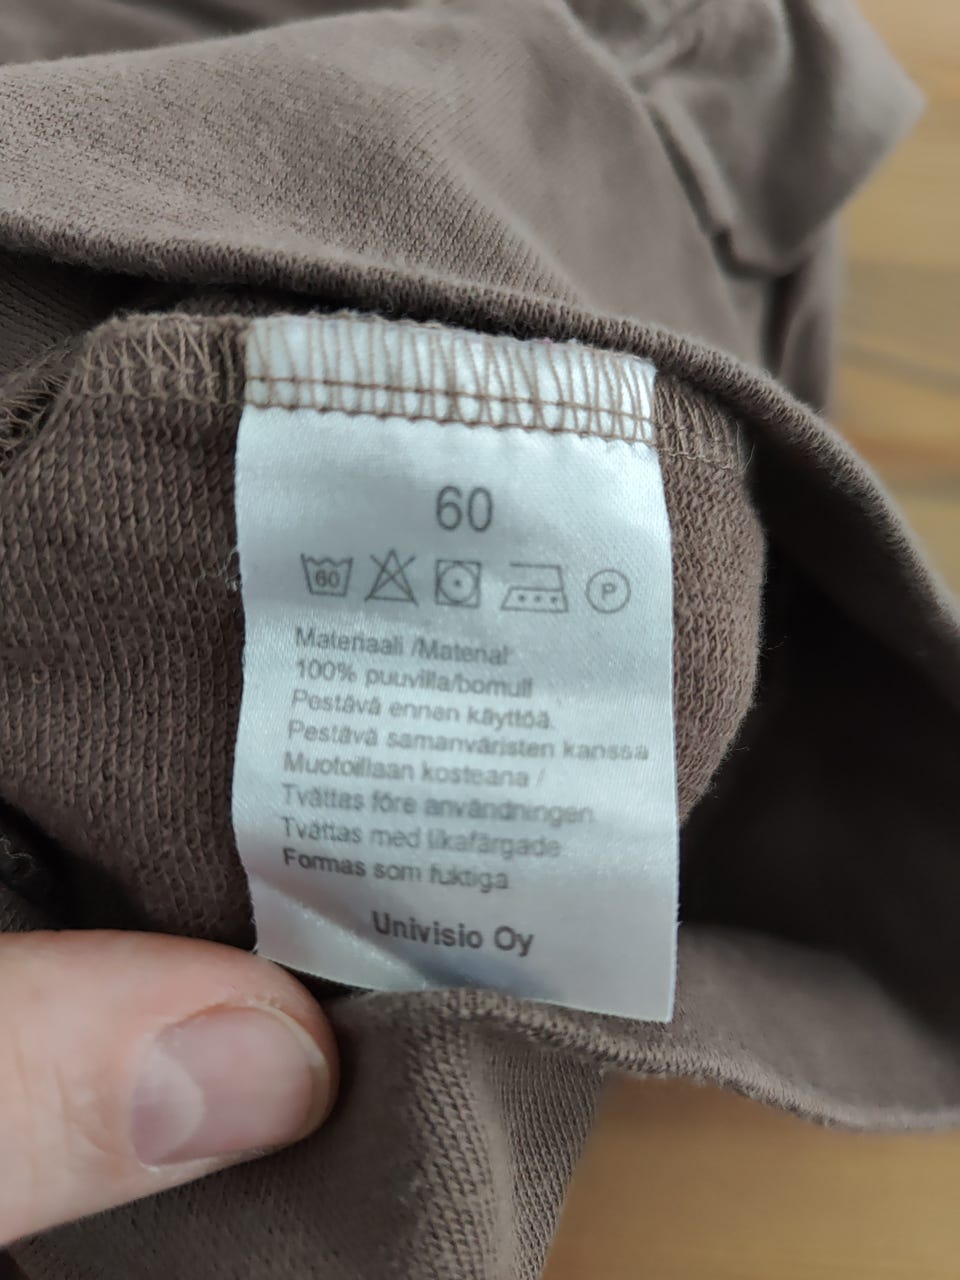 60
60 P
Materiaali /Material:
100% puuvilla/bomull
Pestävä ennen käyttöä.
Pestävä samanväristen kanssa
Muotoillaan kosteana /
Tvättas före användningen
Tvättas med likafärgade
Formas som fuktiga
Univisio Oy